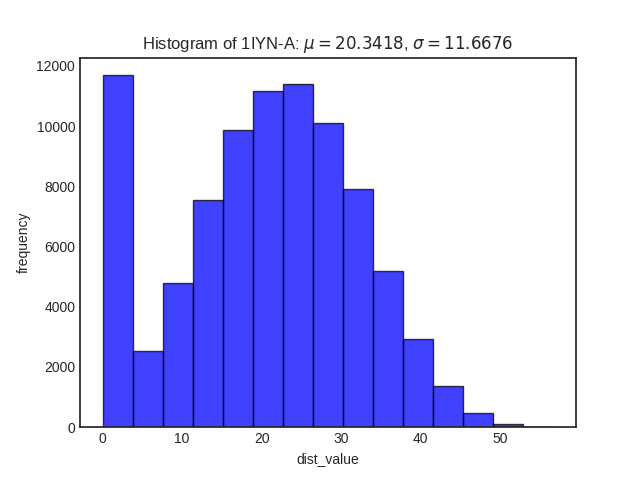 Histogram of 1IYN-A: μ = 20.3418, σ = 11.6676
12000
10000
8000
6000
4000
2000
0
frequency
0 10 20 30 40 50
dist_value